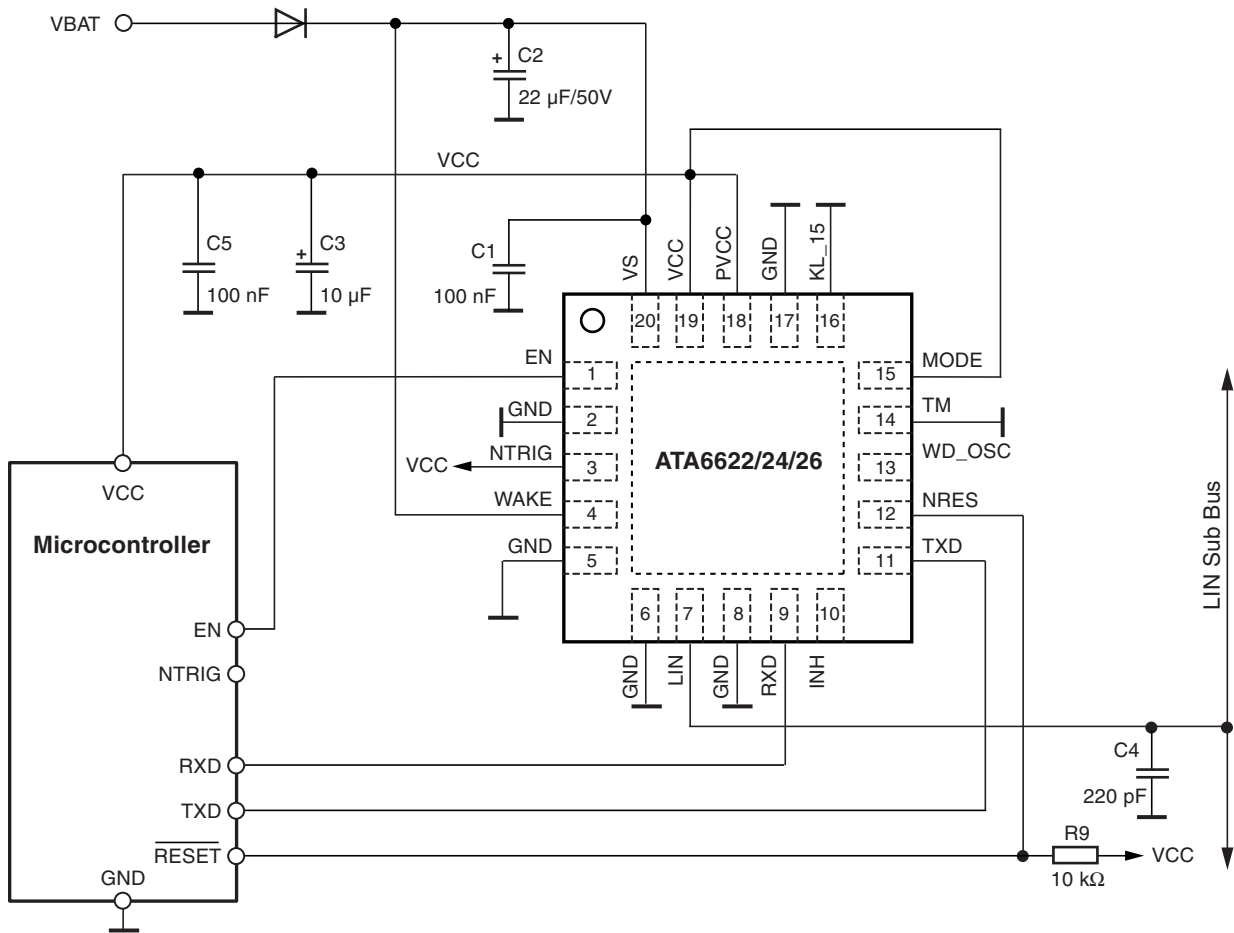 VBAT
C2
+
22 µF/50V
VCC
C5
100 nF
C3
+
10 µF
C1
100 nF
VS
VCC
PVCC
GND
KL_15
20
19
18
17
16
EN
1
GND
2
VCC
NTRIG
3
WAKE
4
GND
5
ATA6622/24/26
15
MODE
14
TM
WD_OSC
13
12
NRES
11
TXD
6
7
8
9
10
GND
LIN
GND
RXD
INH
LIN Sub Bus
VCC
Microcontroller
EN
NTRIG
RXD
TXD
RESET
GND
C4
220 pF
R9
10 kΩ
VCC